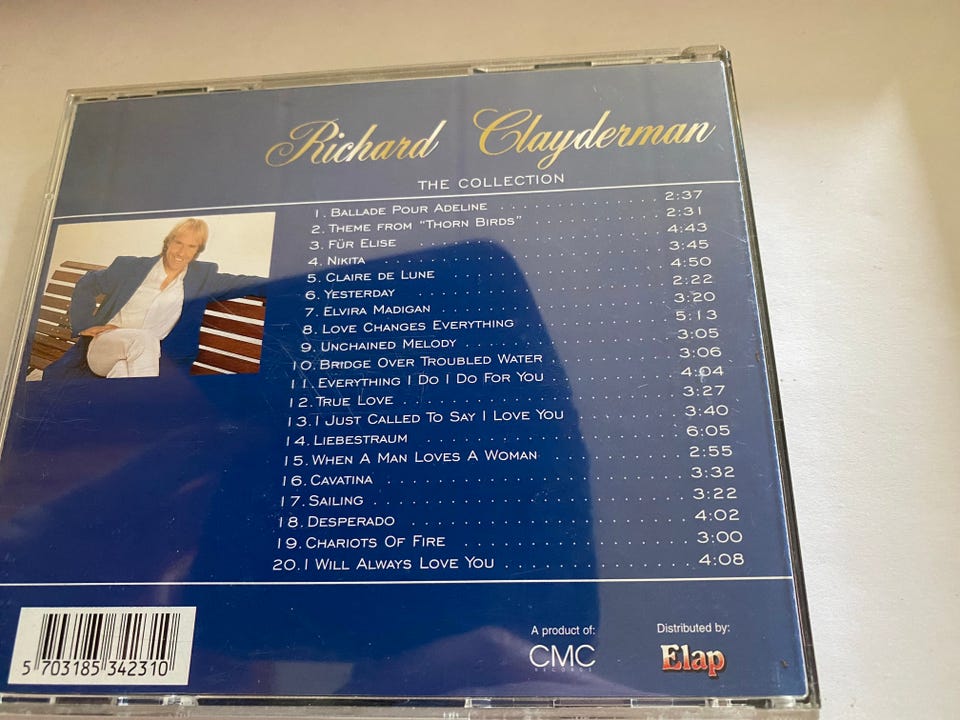 Richard Clayderman
THE COLLECTION
1. BALLADE POUR ADELINE 2:37
2. THEME FROM "THORN BIRDS" 2:31
3. FÜR ELISE 4:43
4. NIKITA 3:45
5. CLAIRE DE LUNE 4:50
6. YESTERDAY 2:22
7. ELVIRA MADIGAN 3:20
8. LOVE CHANGES EVERYTHING 5:13
9. UNCHAINED MELODY 3:05
10. BRIDGE OVER TROUBLED WATER 3:06
11. EVERYTHING I DO I DO FOR YOU 4:04
12. TRUE LOVE 3:27
13. I JUST CALLED TO SAY I LOVE YOU 3:40
14. LIEBESTRAUM 6:05
15. WHEN A MAN LOVES A WOMAN 2:55
16. CAVATINA 3:32
17. SAILING 3:22
18. DESPERADO 4:02
19. CHARIOTS OF FIRE 3:00
20. I WILL ALWAYS LOVE YOU 4:08
A product of:
CMC
RECORDS
Distributed by:
Elap
5 703185 342310